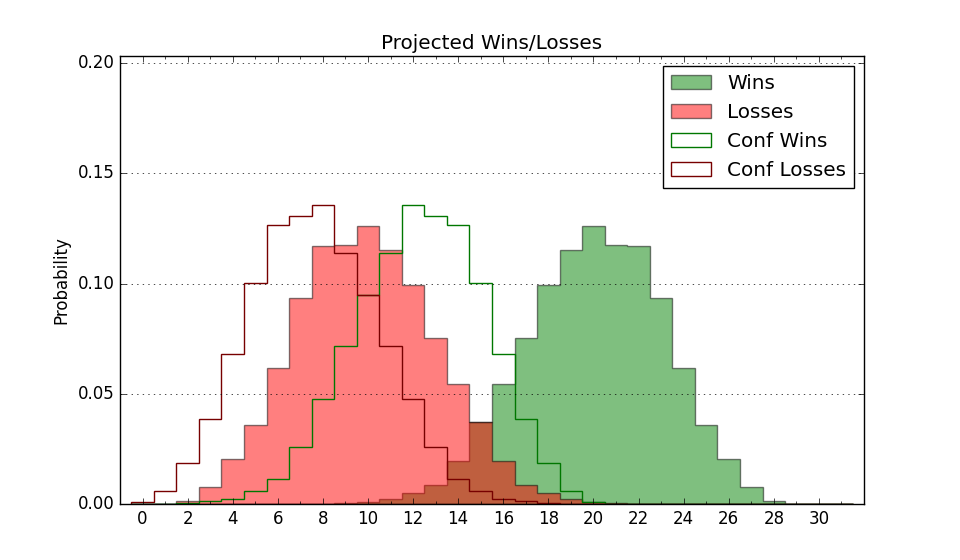 Projected Wins/Losses
Probability
0.20
0.15
0.10
0.05
0.00
Wins
Losses
Conf Wins
Conf Losses
0 2 4 6 8 10 12 14 16 18 20 22 24 26 28 30